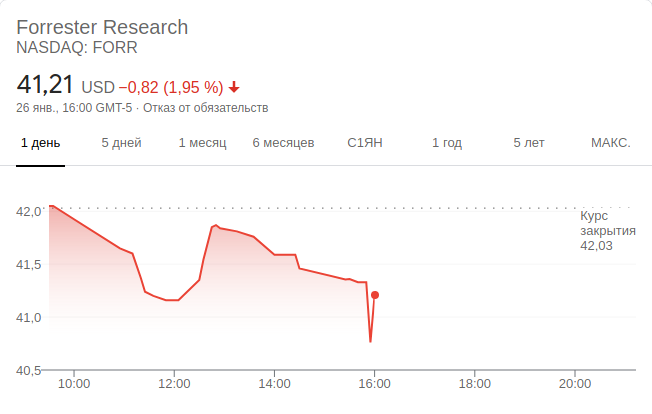 Forrester Research
NASDAQ: FORR
41,21 USD −0,82 (1,95 %)
26 янв., 16:00 GMT-5 · Отказ от обязательств
1 день 5 дней 1 месяц 6 месяцев С1ЯН 1 год 5 лет МАКС.
42,0
Курс
закрытия
42,03
41,5
41,0
40,5
10:00 12:00 14:00 16:00 18:00 20:00